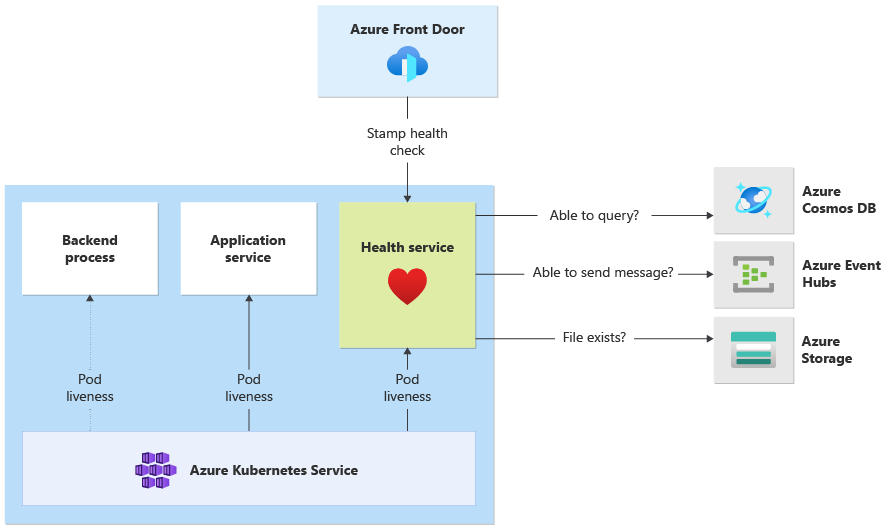 Azure Front Door
Stamp health
check
Backend
process
Application
service
Health service
Able to query?
Azure
Cosmos DB
Able to send message?
Azure Event
Hubs
File exists?
Azure
Storage
Pod
liveness
Pod
liveness
Pod
liveness
Azure Kubernetes Service